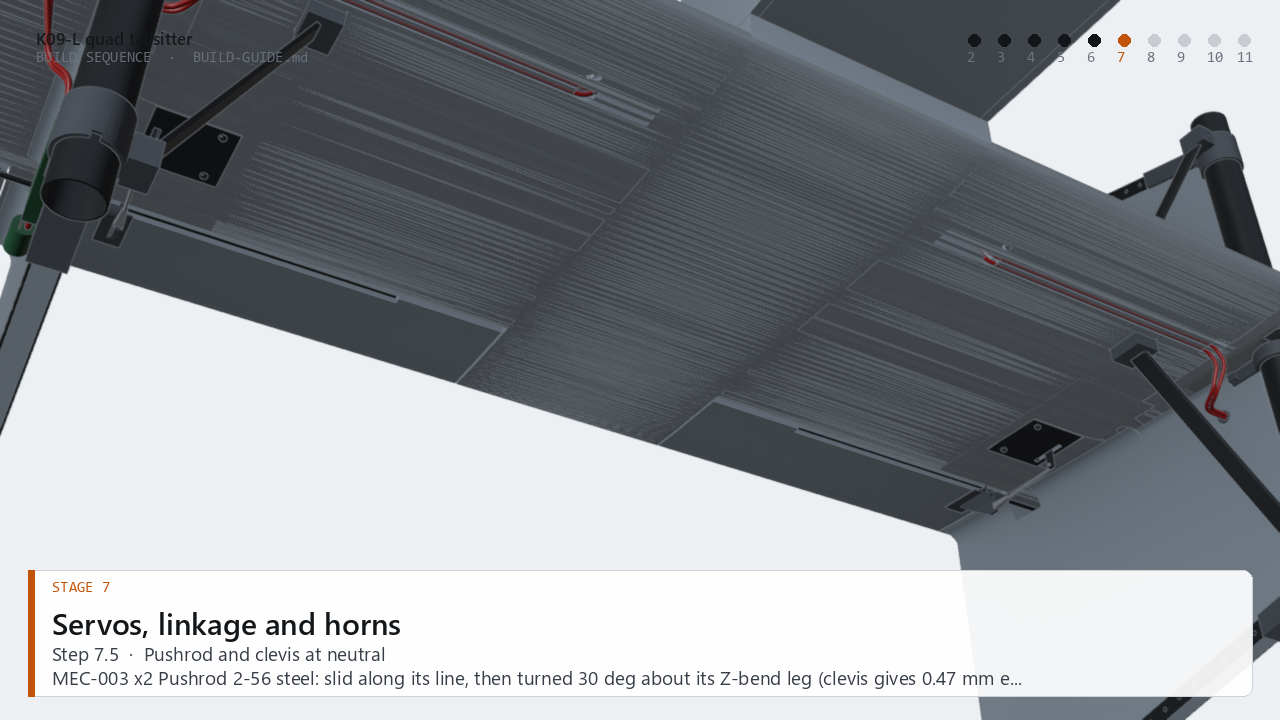 K09-L quad tailsitter
BUILD SEQUENCE · BUILD-GUIDE.md
2 3 4 5 6 7 8 9 10 11
STAGE 7
Servos, linkage and horns
Step 7.5 · Pushrod and clevis at neutral
MEC-003 x2 Pushrod 2-56 steel: slid along its line, then turned 30 deg about its Z-bend leg (clevis gives 0.47 mm e...